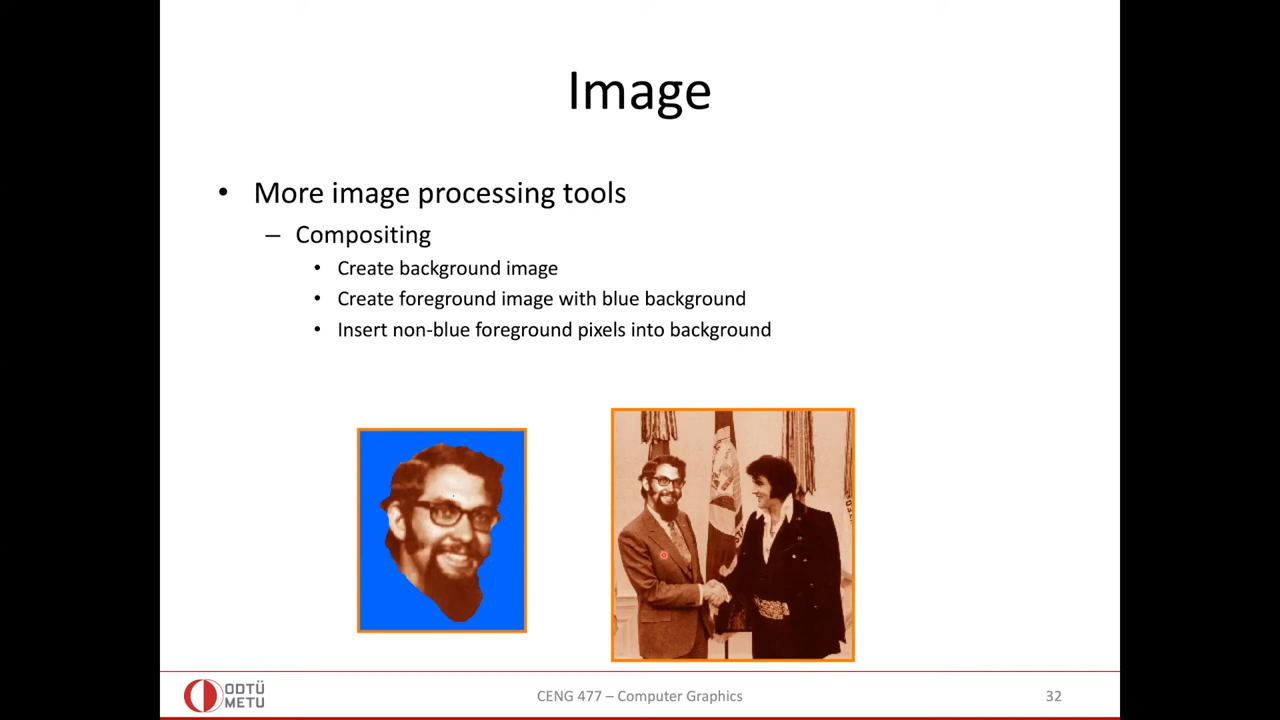 Image
• More image processing tools
– Compositing
• Create background image
• Create foreground image with blue background
• Insert non-blue foreground pixels into background
ODTÜ
METU
CENG 477 – Computer Graphics
32